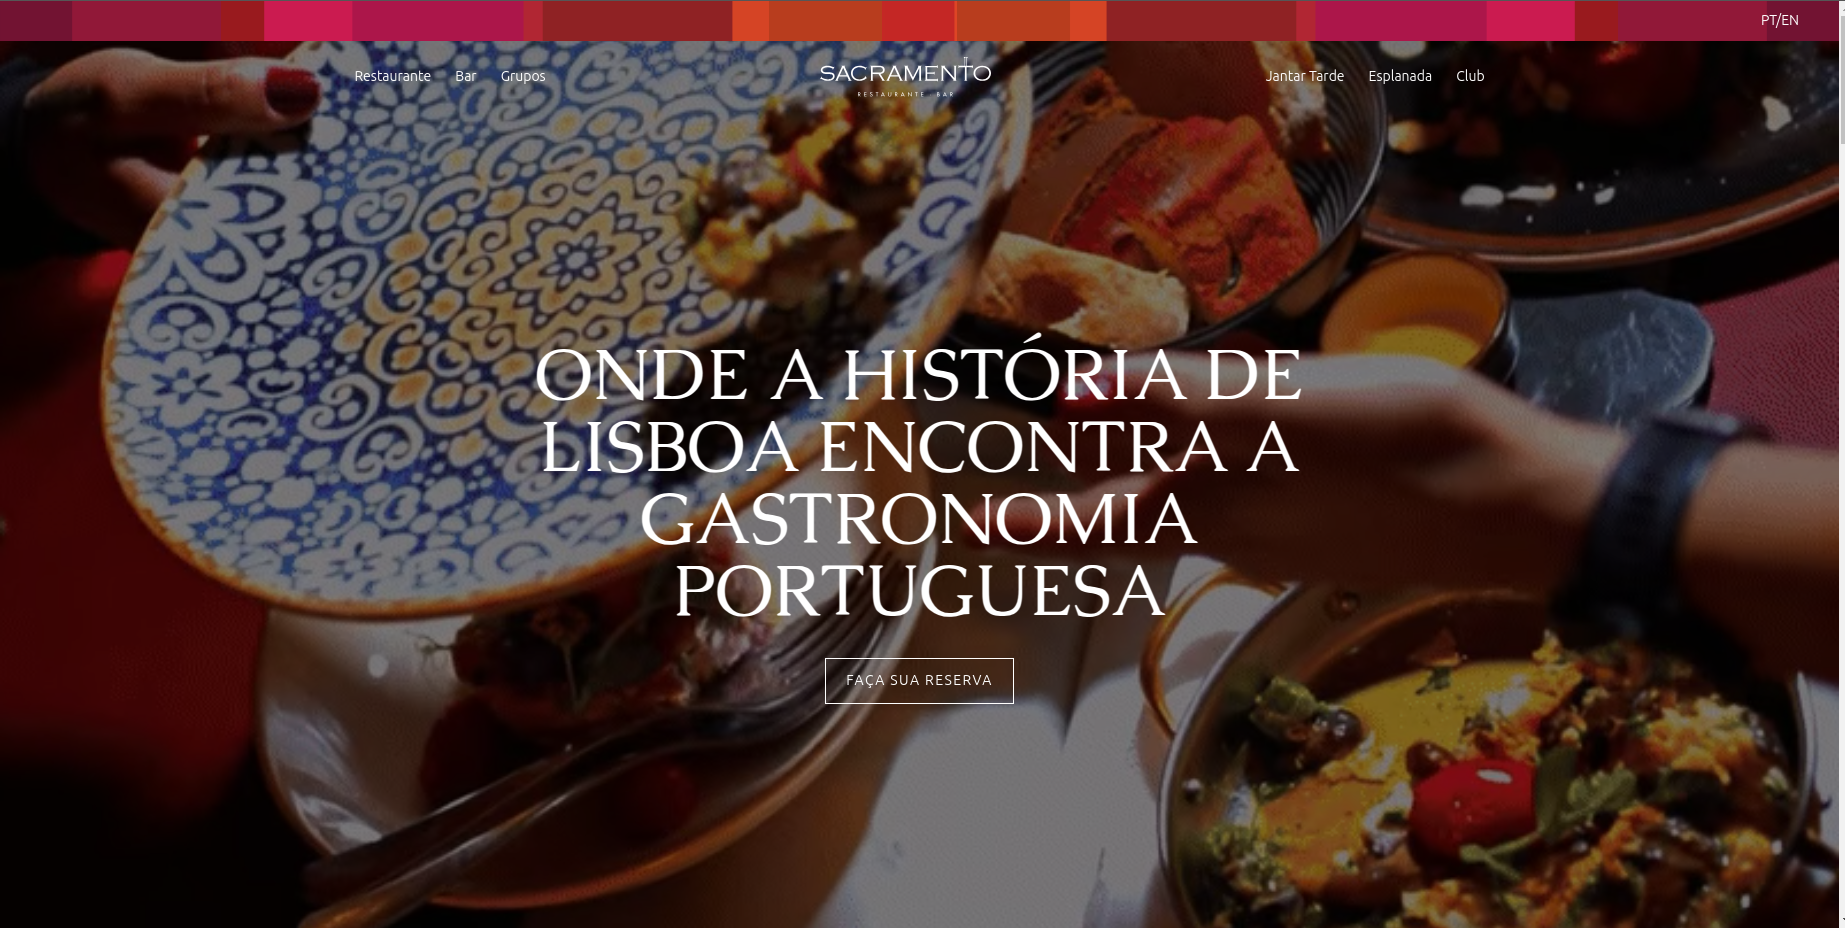 PT/EN
Restaurante Bar Grupos
SACRAMENTO
RESTAURANTE BAR
Jantar Tarde Esplanada Club
ONDE A HISTÓRIA DE
LISBOA ENCONTRA A
GASTRONOMIA
PORTUGUESA
FAÇA SUA RESERVA